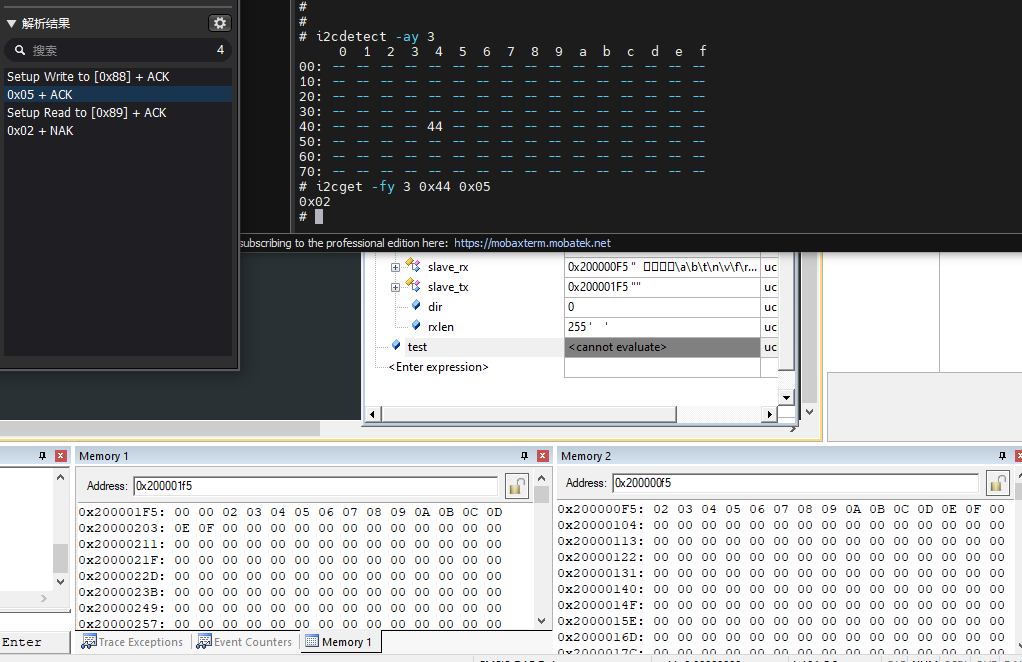 解析结果
搜索 4
Setup Write to [0x88] + ACK
0x05 + ACK
Setup Read to [0x89] + ACK
0x02 + NAK
#
#
# i2cdetect -ay 3
0 1 2 3 4 5 6 7 8 9 a b c d e f
00: -- -- -- -- -- -- -- -- -- -- -- -- -- -- -- --
10: -- -- -- -- -- -- -- -- -- -- -- -- -- -- -- --
20: -- -- -- -- -- -- -- -- -- -- -- -- -- -- -- --
30: -- -- -- -- -- -- -- -- -- -- -- -- -- -- -- --
40: -- -- -- -- 44 -- -- -- -- -- -- -- -- -- -- --
50: -- -- -- -- -- -- -- -- -- -- -- -- -- -- -- --
60: -- -- -- -- -- -- -- -- -- -- -- -- -- -- -- --
70: -- -- -- -- -- -- -- -- -- -- -- -- -- -- -- --
# i2cget -fy 3 0x44 0x05
0x02
#
subscribing to the professional edition here: https://mobaxterm.mobatek.net
slave_rx 0x200000F5 " □□□□\a\b\t\n\v\f\r... uc
slave_tx 0x200001F5 "" uc
dir 0 uc
rxlen 255 ' ' uc
test <cannot evaluate> uc
<Enter expression>
Enter
Memory 1
Address: 0x200001f5
0x200001F5: 00 00 02 03 04 05 06 07 08 09 0A 0B 0C 0D
0x20000203: 0E 0F 00 00 00 00 00 00 00 00 00 00 00 00
0x20000211: 00 00 00 00 00 00 00 00 00 00 00 00 00 00
0x2000021F: 00 00 00 00 00 00 00 00 00 00 00 00 00 00
0x2000022D: 00 00 00 00 00 00 00 00 00 00 00 00 00 00
0x2000023B: 00 00 00 00 00 00 00 00 00 00 00 00 00 00
0x20000249: 00 00 00 00 00 00 00 00 00 00 00 00 00 00
0x20000257: 00 00 00 00 00 00 00 00 00 00 00 00 00 00
Trace Exceptions Event Counters Memory 1
Memory 2
Address: 0x200000f5
0x200000F5: 02 03 04 05 06 07 08 09 0A 0B 0C 0D 0E 0F 00
0x20000104: 00 00 00 00 00 00 00 00 00 00 00 00 00 00 00
0x20000113: 00 00 00 00 00 00 00 00 00 00 00 00 00 00 00
0x20000122: 00 00 00 00 00 00 00 00 00 00 00 00 00 00 00
0x20000131: 00 00 00 00 00 00 00 00 00 00 00 00 00 00 00
0x20000140: 00 00 00 00 00 00 00 00 00 00 00 00 00 00 00
0x2000014F: 00 00 00 00 00 00 00 00 00 00 00 00 00 00 00
0x2000015E: 00 00 00 00 00 00 00 00 00 00 00 00 00 00 00
0x2000016D: 00 00 00 00 00 00 00 00 00 00 00 00 00 00 00
0x2000017C: 00 00 00 00 00 00 00 00 00 00 00 00 00 00 00